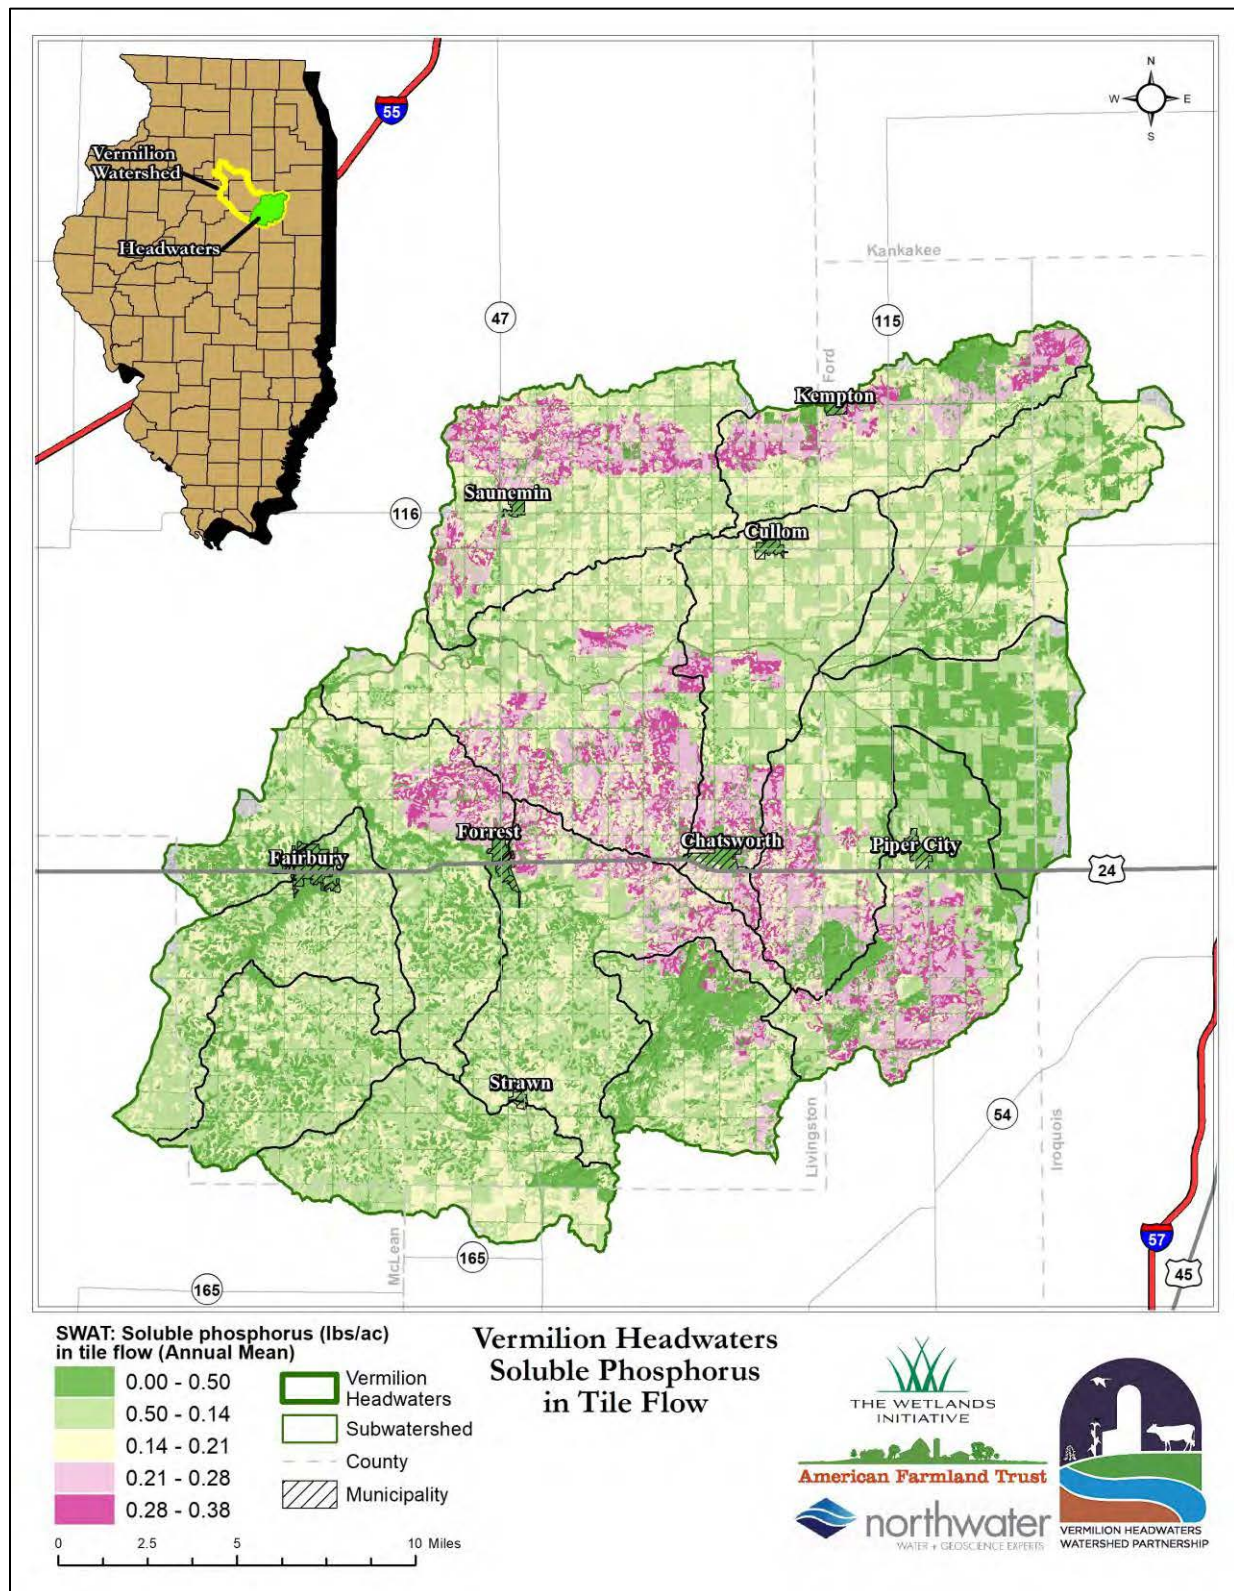 N
W E
S
55
Vermilion
Watershed
Headwaters
Kankakee
47
115
Ford
Kempton
Saunemin
116
Cullom
Forrest
Chatsworth
Piper City
Fairbury
24
Strawn
54
Livingston
Iroquois
McLean
165
165
57
45
SWAT: Soluble phosphorus (lbs/ac)
in tile flow (Annual Mean)
0.00 - 0.50
0.50 - 0.14
0.14 - 0.21
0.21 - 0.28
0.28 - 0.38
Vermilion
Headwaters
Subwatershed
County
Municipality
0 2.5 5 10 Miles
Vermilion Headwaters
Soluble Phosphorus
in Tile Flow
THE WETLANDS
INITIATIVE
American Farmland Trust
northwater
WATER + GEOSCIENCE EXPERTS
VERMILION HEADWATERS
WATERSHED PARTNERSHIP